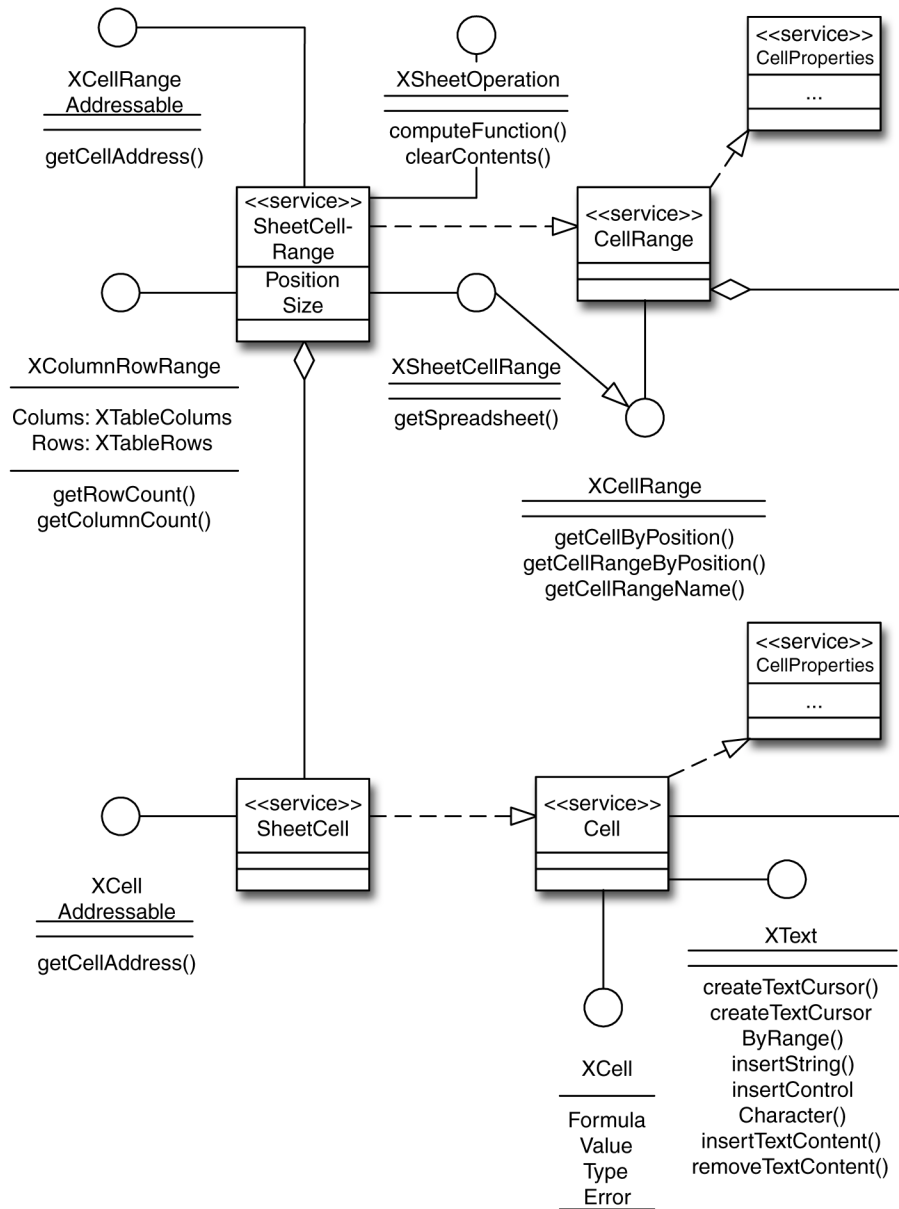 XCellRange
Addressable
getCellAddress()
XSheetOperation
computeFunction()
clearContents()
<<service>>
CellProperties
...
<<service>>
SheetCell-
Range
Position
Size
<<service>>
CellRange
XColumnRowRange
Colums: XTableColums
Rows: XTableRows
getRowCount()
getColumnCount()
XSheetCellRange
getSpreadsheet()
XCellRange
getCellByPosition()
getCellRangeByPosition()
getCellRangeName()
<<service>>
CellProperties
...
<<service>>
SheetCell
<<service>>
Cell
XCell
Addressable
getCellAddress()
XText
createTextCursor()
createTextCursor
ByRange()
insertString()
insertControl
Character()
insertTextContent()
removeTextContent()
XCell
Formula
Value
Type
Error